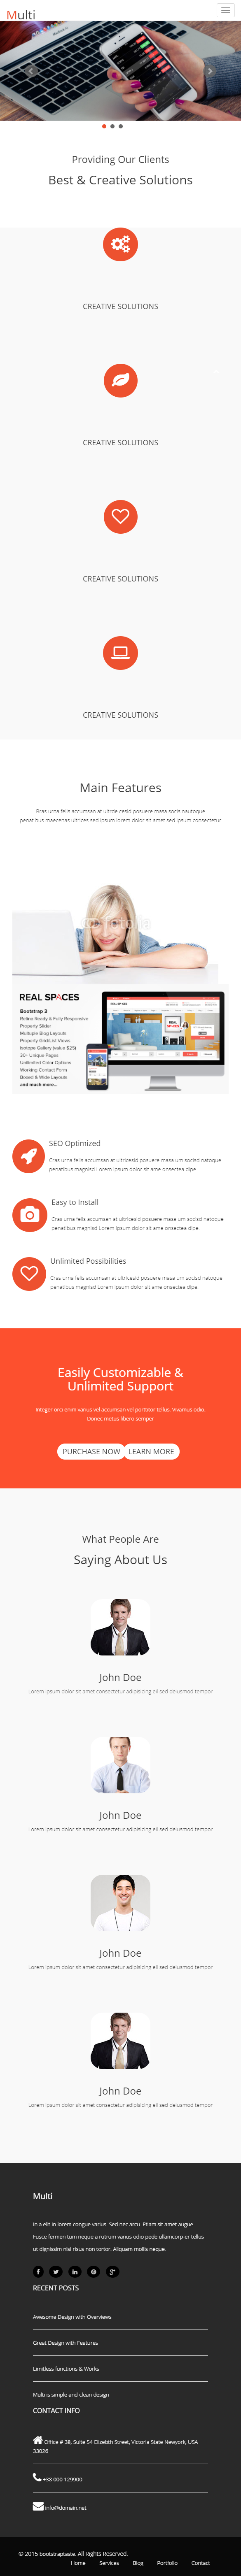 Multi
Providing Our Clients
Best & Creative Solutions
CREATIVE SOLUTIONS
CREATIVE SOLUTIONS
CREATIVE SOLUTIONS
CREATIVE SOLUTIONS
Main Features
Bras urna felis accumsan at ultrize cesid posuere masa socis natoique
penat bus maecenas ultrices sed ipsum lorem dolor sit amet sed ipsum consectetur
REAL SPACES
Bootstrap 3
Retina Ready & Fully Responsive
Property Slider
Multiple Blog Layouts
Property Grid/List Views
Isotope Gallery (value $25)
30+ Unique Pages
Unlimited Color Options
Working Contact Form
Boxed & Wide Layouts
and much more...
SEO Optimized
Cras urna felis accumsan at ultricesid posuere masa um socisid natoque
penatibus magnisid Lorem ipsum dolor sit ame onsectea dipe.
Easy to Install
Cras urna felis accumsan at ultricesid posuere masa um socisid natoque
penatibus magnisid Lorem ipsum dolor sit ame onsectea dipe.
Unlimited Possibilities
Cras urna felis accumsan at ultricesid posuere masa um socisid natoque
penatibus magnisid Lorem ipsum dolor sit ame onsectea dipe.
Easily Customizable &
Unlimited Support
Integer orci enim varius vel accumsan vel porttitor tellus. Vivamus odio.
Donec metus libero semper
PURCHASE NOW LEARN MORE
What People Are
Saying About Us
John Doe
Lorem ipsum dolor sit amet consectetur adipisicing eil sed deiusmod tempor
John Doe
Lorem ipsum dolor sit amet consectetur adipisicing eil sed deiusmod tempor
John Doe
Lorem ipsum dolor sit amet consectetur adipisicing eil sed deiusmod tempor
John Doe
Lorem ipsum dolor sit amet consectetur adipisicing eil sed deiusmod tempor
Multi
In a elit in lorem congue varius. Sed nec arcu. Etiam sit amet augue.
Fusce fermen tum neque a rutrum varius odio pede ullamcorp-er tellus
ut dignissim nisi risus non tortor. Aliquam mollis neque.
RECENT POSTS
Awesome Design with Overviews
Great Design with Features
Limitless functions & Works
Multi is simple and clean design
CONTACT INFO
Office # 38, Suite 54 Elizebth Street, Victoria State Newyork, USA
33026
+38 000 129900
info@domain.net
© 2015 bootstraptaste. All Rights Reserved.
Home Services Blog Portfolio Contact